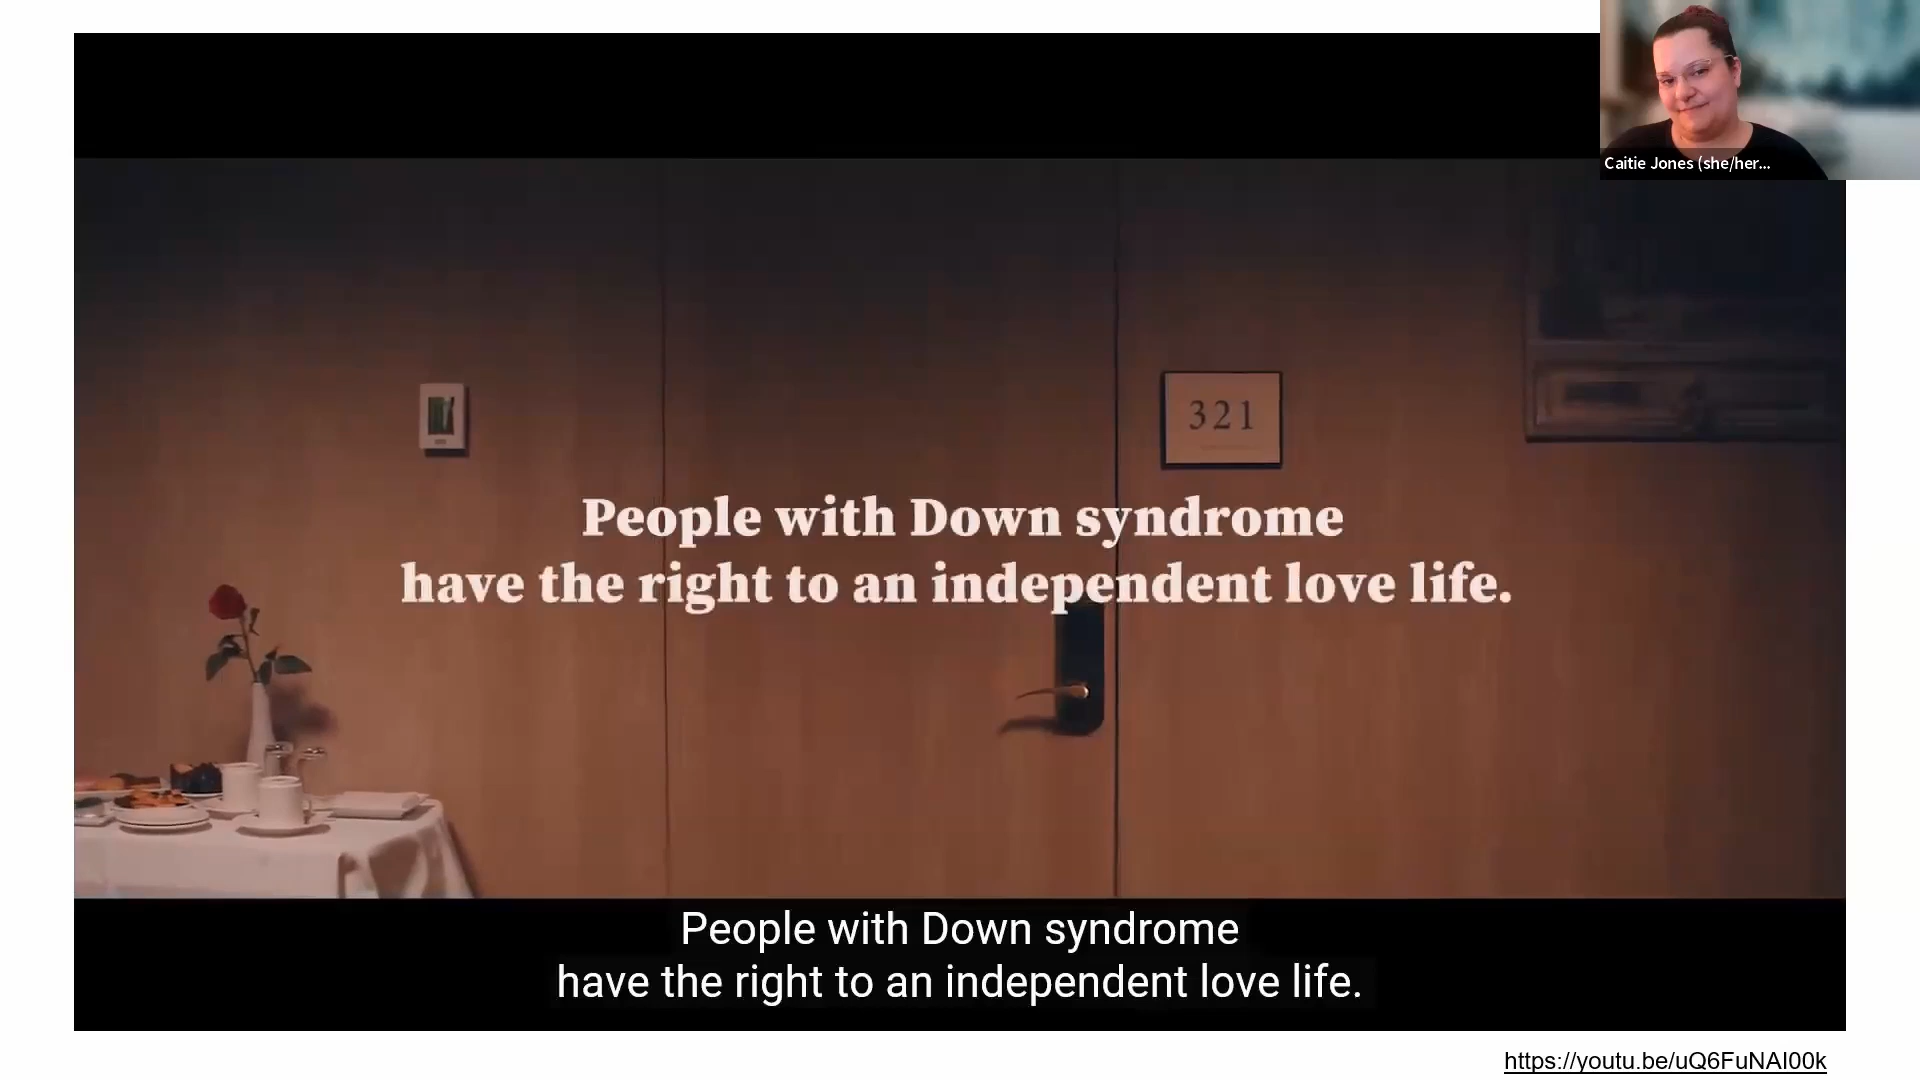 Caitie Jones (she/her...
321
People with Down syndrome
have the right to an independent love life.
People with Down syndrome
have the right to an independent love life.
https://youtu.be/uQ6FuNAI00k